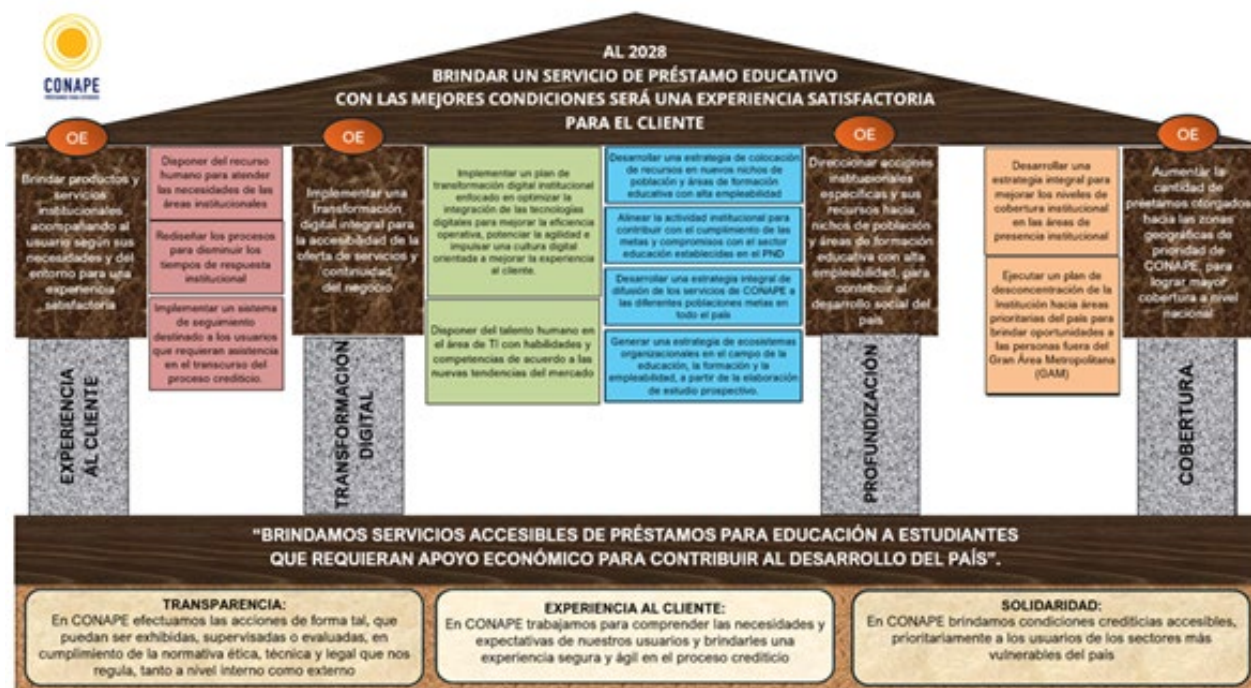 CONAPE
PRÉSTAMOS PARA ESTUDIAR
AL 2028
BRINDAR UN SERVICIO DE PRÉSTAMO EDUCATIVO
CON LAS MEJORES CONDICIONES SERÁ UNA EXPERIENCIA SATISFACTORIA
PARA EL CLIENTE
OE
Brindar productos y
servicios
institucionales
acompañando al
usuario según sus
necesidades y del
entorno para una
experiencia
satisfactoria
EXPERIENCIA
AL CLIENTE
Disponer del recurso
humano para atender
las necesidades de las
áreas institucionales
Rediseñar los procesos
para disminuir los
tiempos de respuesta
institucional
Implementar un sistema
de seguimiento
destinado a los usuarios
que requieran asistencia
en el transcurso del
proceso crediticio.
OE
Implementar una
transformación
digital integral para
la accesibilidad de la
oferta de servicios y
continuidad,
del negocio
TRANSFORMACIÓN
DIGITAL
Implementar un plan de
transformación digital institucional
enfocado en optimizar la
integración de las tecnologías
digitales para mejorar la eficiencia
operativa, potenciar la agilidad e
impulsar una cultura digital
orientada a mejorar la experiencia
al cliente.
Disponer del talento humano en
el área de TI con habilidades y
competencias de acuerdo a las
nuevas tendencias del mercado
Desarrollar una estrategia de colocación
de recursos en nuevos nichos de
población y áreas de formación
educativa con alta empleabilidad
Alinear la actividad institucional para
contribuir con el cumplimiento de las
metas y compromisos con el sector
educación establecidas en el PND
Desarrollar una estrategia integral de
difusión de los servicios de CONAPE a
las diferentes poblaciones metas en
todo el país
Generar una estrategia de ecosistemas
organizacionales en el campo de la
educación, la formación y la
empleabilidad, a partir de la elaboración
de estudio prospectivo.
Direccionar acciones
institucionales
específicas y sus
recursos hacia
nichos de población
y áreas de formación
educativa con alta
empleabilidad, para
contribuir al
desarrollo social del
país
PROFUNDIZACIÓN
Desarrollar una
estrategia integral para
mejorar los niveles de
cobertura institucional
en las áreas de
presencia institucional
Ejecutar un plan de
desconcentración de la
Institución hacia áreas
prioritarias del país para
brindar oportunidades a
las personas fuera del
Gran Área Metropolitana
(GAM)
OE
OE
Aumentar la
cantidad de
préstamos otorgados
hacia las zonas
geográficas de
prioridad de
CONAPE, para
lograr mayor
cobertura a nivel
nacional
COBERTURA
“BRINDAMOS SERVICIOS ACCESIBLES DE PRÉSTAMOS PARA EDUCACIÓN A ESTUDIANTES
QUE REQUIERAN APOYO ECONÓMICO PARA CONTRIBUIR AL DESARROLLO DEL PAÍS”.
TRANSPARENCIA:
En CONAPE efectuamos las acciones de forma tal, que
puedan ser exhibidas, supervisadas o evaluadas, en
cumplimiento de la normativa ética, técnica y legal que nos
regula, tanto a nivel interno como externo
EXPERIENCIA AL CLIENTE:
En CONAPE trabajamos para comprender las necesidades y
expectativas de nuestros usuarios y brindarles una
experiencia segura y ágil en el proceso crediticio
SOLIDARIDAD:
En CONAPE brindamos condiciones crediticias accesibles,
prioritariamente a los usuarios de los sectores más
vulnerables del país